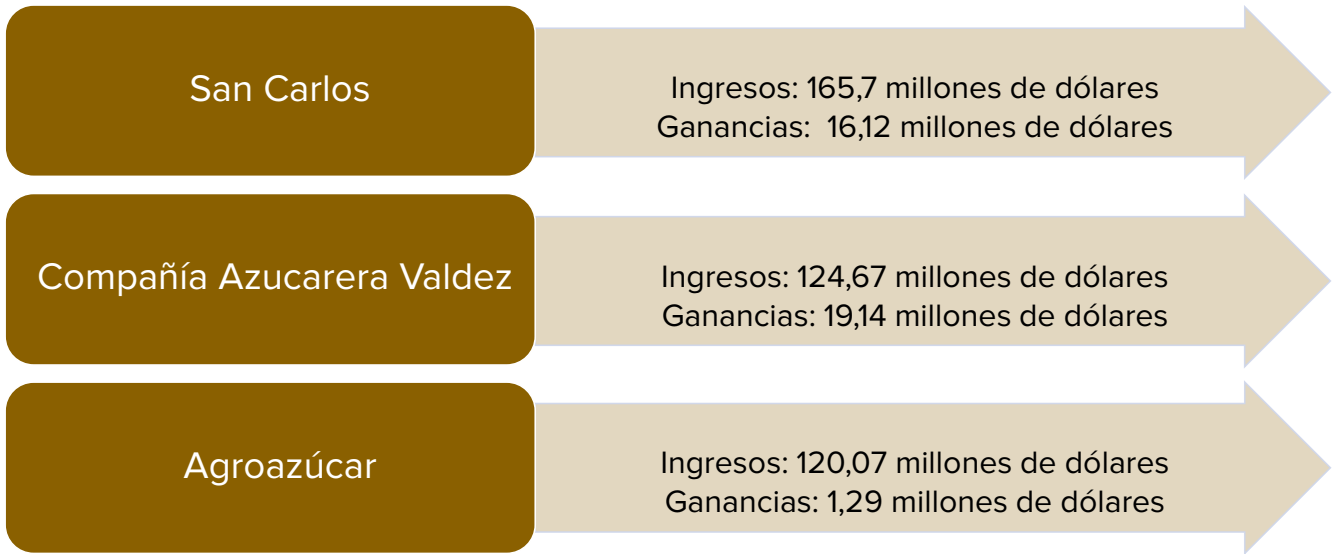 San Carlos
Ingresos: 165,7 millones de dólares
Ganancias:  16,12 millones de dólares
Compañía Azucarera Valdez
Ingresos: 124,67 millones de dólares
Ganancias: 19,14 millones de dólares
Agroazúcar
Ingresos: 120,07 millones de dólares
Ganancias: 1,29 millones de dólares